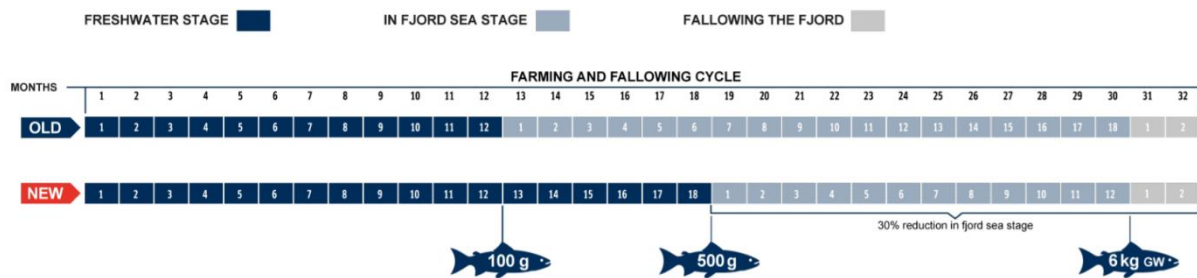 FRESHWATER STAGE IN FJORD SEA STAGE FALLOWING THE FJORD
FARMING AND FALLOWING CYCLE
MONTHS 1 2 3 4 5 6 7 8 9 10 11 12 13 14 15 16 17 18 19 20 21 22 23 24 25 26 27 28 29 30 31 32
OLD 1 2 3 4 5 6 7 8 9 10 11 12 1 2 3 4 5 6 7 8 9 10 11 12 13 14 15 16 17 18 1 2
NEW 1 2 3 4 5 6 7 8 9 10 11 12 13 14 15 16 17 18 1 2 3 4 5 6 7 8 9 10 11 12 1 2
30% reduction in fjord sea stage
100 g 500 g 6 kg GW